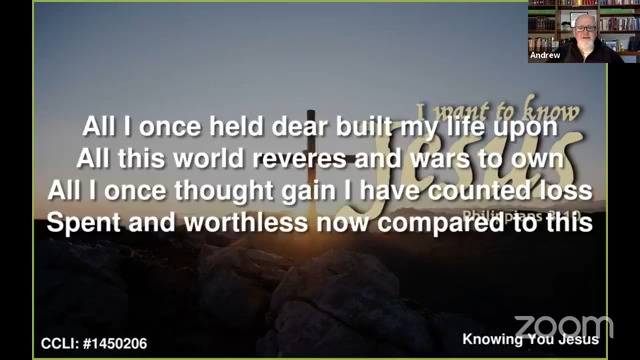 Andrew
I want to know
Jesus
Philippians 3:10
All I once held dear built my life upon
All this world reveres and wars to own
All I once thought gain I have counted loss
Spent and worthless now compared to this
zoom
CCLI: #1450206
Knowing You Jesus